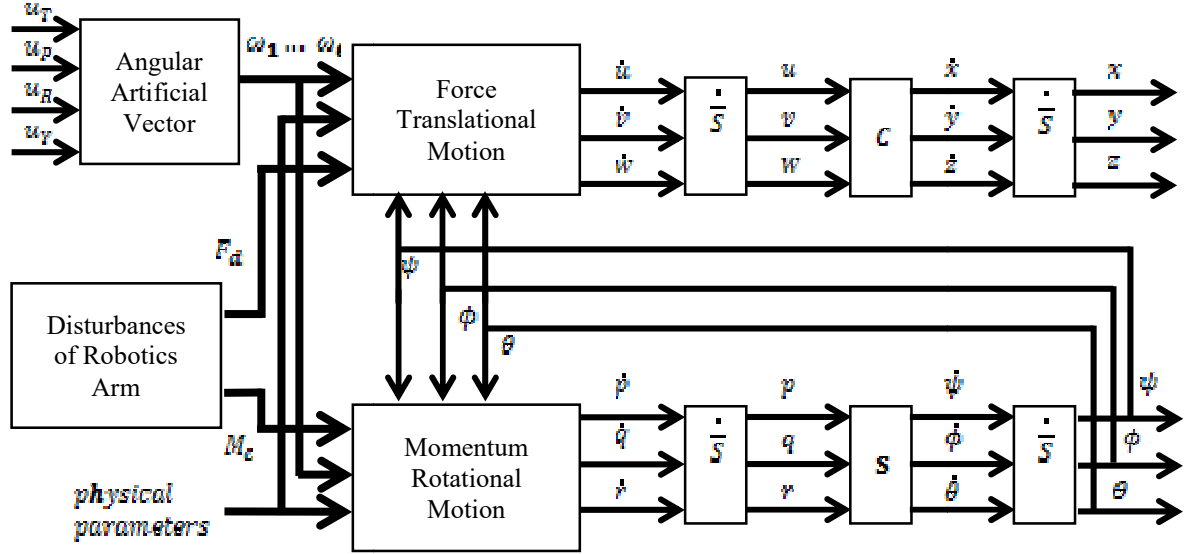 u_T
u_P
u_R
u_Y
Angular
Artificial
Vector
ω₁ ...
Force
Translational
Motion
u̇
v̇
ẇ
S
u
v
w
C
ẋ
ẏ
ż
S
x
y
z
F_d
ψ
ϕ
θ
Disturbances
of Robotics
Arm
M_c
physical
parameters
Momentum
Rotational
Motion
ṗ
q̇
ṙ
S
p
q
r
S
ψ̇
ϕ̇
θ̇
S
ψ
ϕ
θ